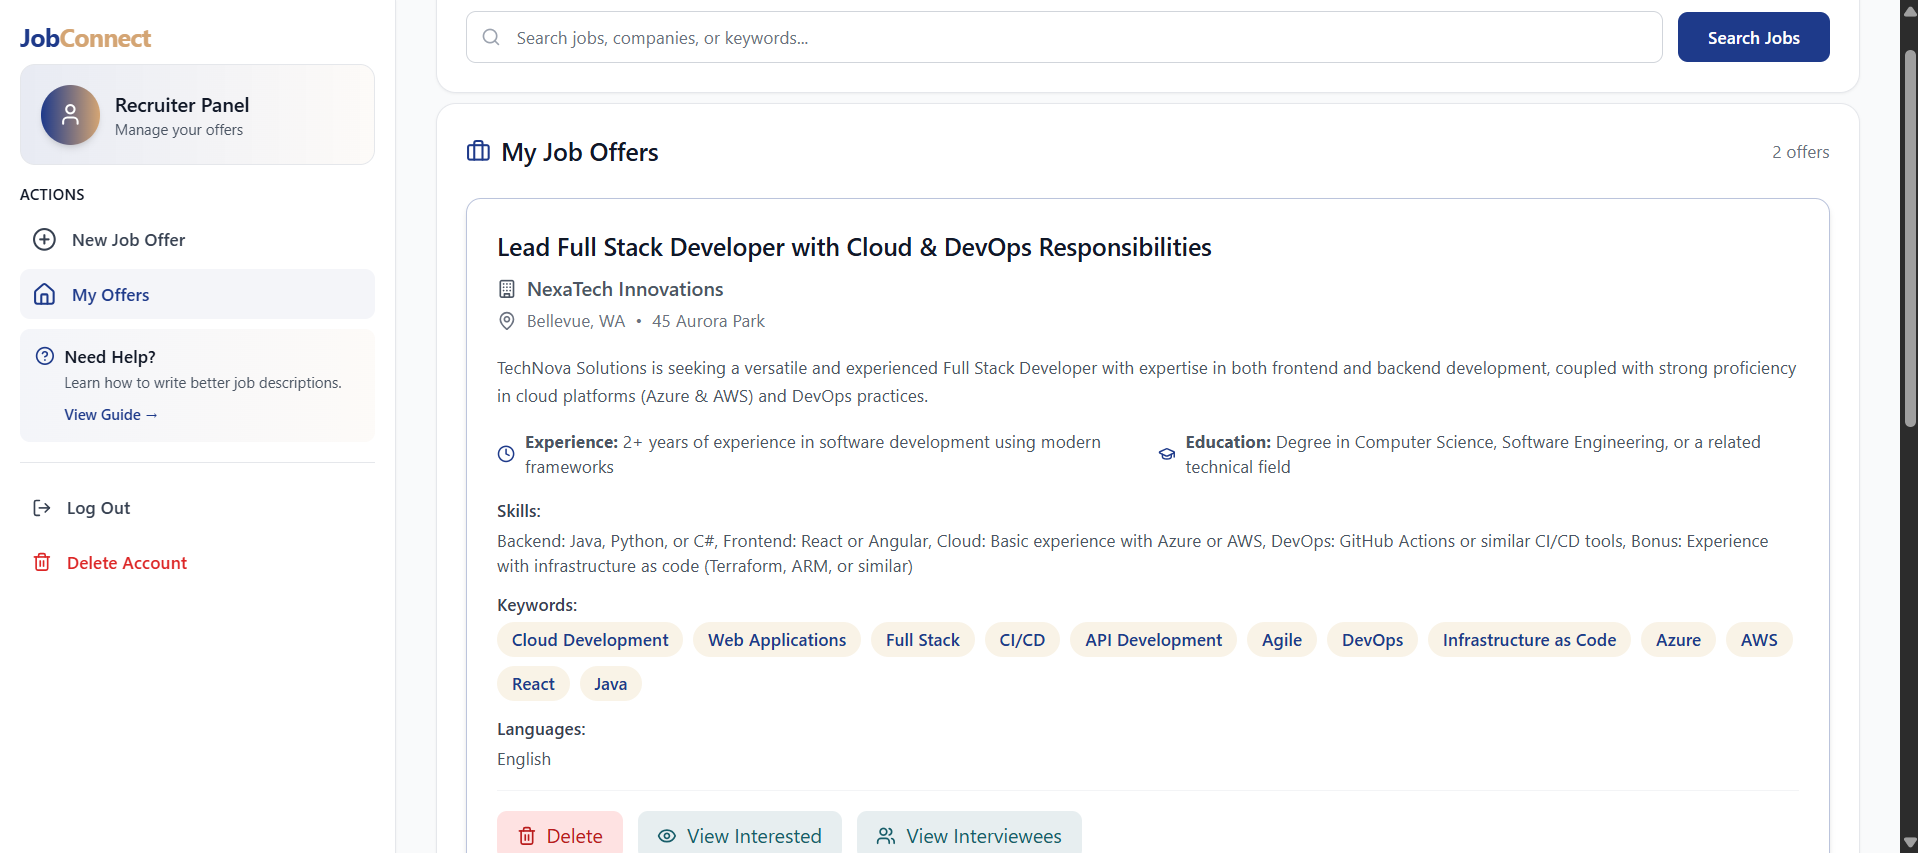 JobConnect
Recruiter Panel
Manage your offers
ACTIONS
New Job Offer
My Offers
Need Help?
Learn how to write better job descriptions.
View Guide →
Log Out
Delete Account
Search jobs, companies, or keywords...
Search Jobs
My Job Offers
2 offers
Lead Full Stack Developer with Cloud & DevOps Responsibilities
NexaTech Innovations
Bellevue, WA • 45 Aurora Park
TechNova Solutions is seeking a versatile and experienced Full Stack Developer with expertise in both frontend and backend development, coupled with strong proficiency
in cloud platforms (Azure & AWS) and DevOps practices.
Experience: 2+ years of experience in software development using modern
frameworks
Education: Degree in Computer Science, Software Engineering, or a related
technical field
Skills:
Backend: Java, Python, or C#, Frontend: React or Angular, Cloud: Basic experience with Azure or AWS, DevOps: GitHub Actions or similar CI/CD tools, Bonus: Experience
with infrastructure as code (Terraform, ARM, or similar)
Keywords:
Cloud Development Web Applications Full Stack CI/CD API Development Agile DevOps Infrastructure as Code Azure AWS
React Java
Languages:
English
Delete View Interested View Interviewees